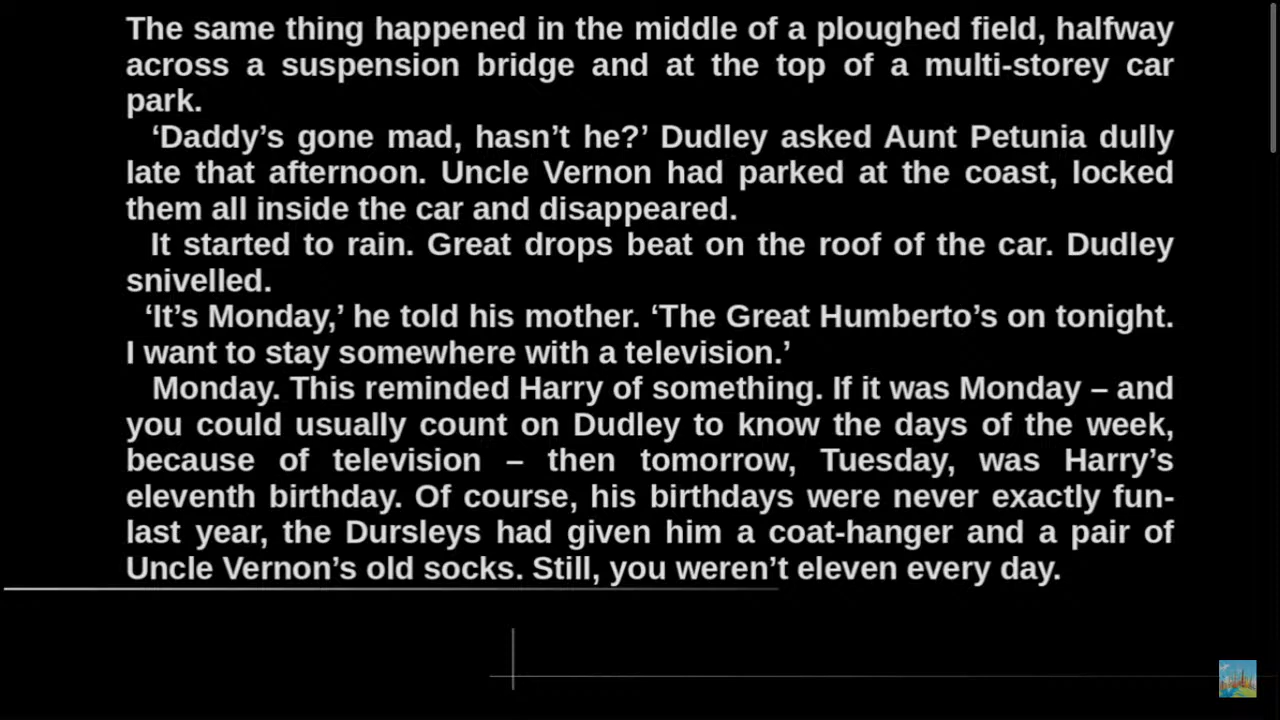 The same thing happened in the middle of a ploughed field, halfway
across a suspension bridge and at the top of a multi-storey car
park.
‘Daddy’s gone mad, hasn’t he?’ Dudley asked Aunt Petunia dully
late that afternoon. Uncle Vernon had parked at the coast, locked
them all inside the car and disappeared.
It started to rain. Great drops beat on the roof of the car. Dudley
snivelled.
‘It’s Monday,’ he told his mother. ‘The Great Humberto’s on tonight.
I want to stay somewhere with a television.’
Monday. This reminded Harry of something. If it was Monday – and
you could usually count on Dudley to know the days of the week,
because of television – then tomorrow, Tuesday, was Harry’s
eleventh birthday. Of course, his birthdays were never exactly fun-
last year, the Dursleys had given him a coat-hanger and a pair of
Uncle Vernon’s old socks. Still, you weren’t eleven every day.